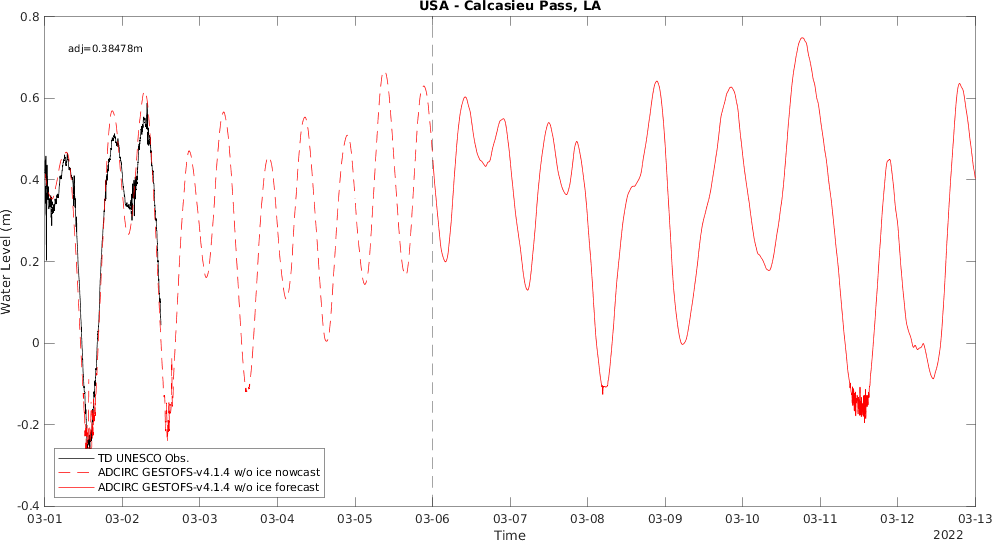 USA - Calcasieu Pass, LA
adj=0.38478m
0.8
0.6
0.4
0.2
0
-0.2
-0.4
Water Level (m)
TD UNESCO Obs.
ADCIRC GESTOFS-v4.1.4 w/o ice nowcast
ADCIRC GESTOFS-v4.1.4 w/o ice forecast
03-01 03-02 03-03 03-04 03-05 03-06 03-07 03-08 03-09 03-10 03-11 03-12 03-13
Time
2022